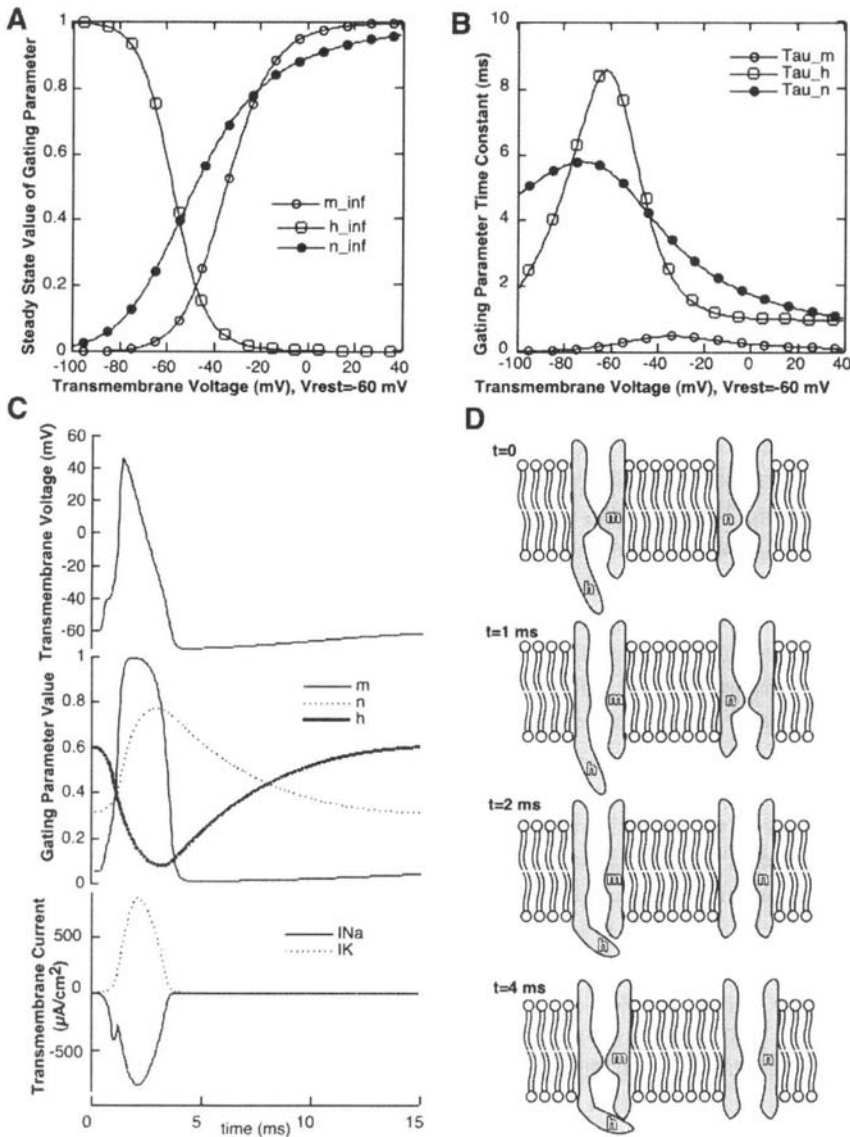 A
Steady State Value of Gating Parameter
1
0.8
0.6
0.4
0.2
0
m_inf
h_inf
n_inf
-100 -80 -60 -40 -20 0 20 40
Transmembrane Voltage (mV), Vrest=-60 mV
B
Gating Parameter Time Constant (ms)
10
8
6
4
2
0
Tau_m
Tau_h
Tau_n
-100 -80 -60 -40 -20 0 20 40
Transmembrane Voltage (mV), Vrest=-60 mV
C
Transmembrane Voltage (mV)
60
40
20
0
-20
-40
-60
Gating Parameter Value
1
0.8
0.6
0.4
0.2
0
m
n
h
Transmembrane Current
(µA/cm2)
500
0
-500
INa
IK
0 5 10 15
time (ms)
D
t=0
m
n
h
t=1 ms
m
n
h
t=2 ms
m
n
h
t=4 ms
m
n
h